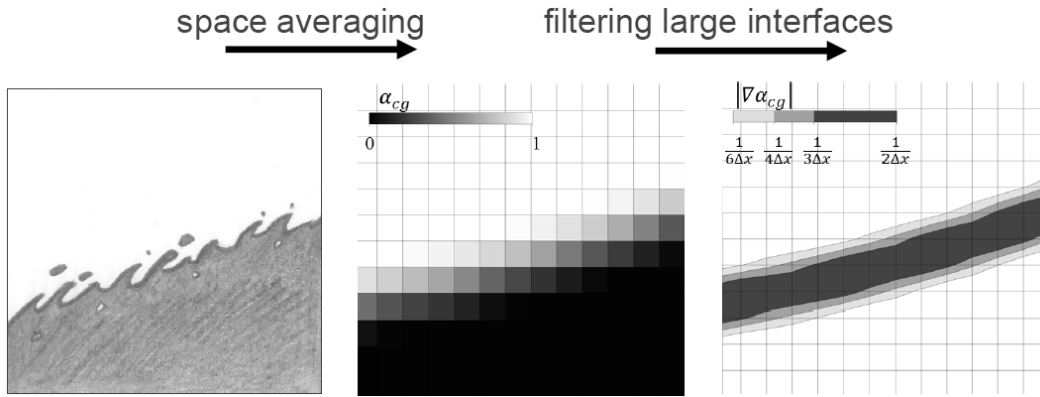 space averaging
filtering large interfaces
α_cg
0 1
|∇α_cg|
1/6Δx 1/4Δx 1/3Δx 1/2Δx